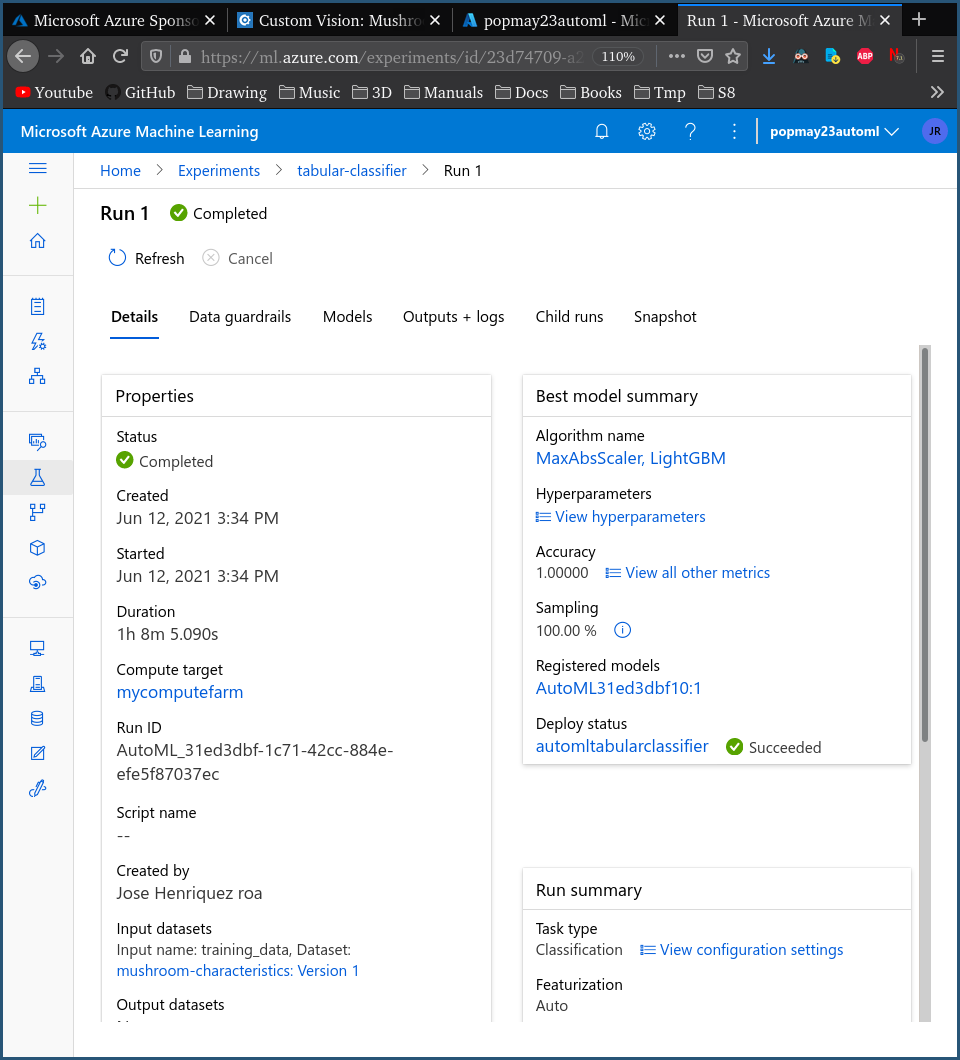 Microsoft Azure Spons
Custom Vision: Mushro
popmay23automl - Mic
Run 1 - Microsoft Azure M
https://ml.azure.com/experiments/id/23d74709-a2
110%
ABP
Youtube
GitHub
Drawing
Music
3D
Manuals
Docs
Books
Tmp
S8
Microsoft Azure Machine Learning
popmay23automl
JR
Home > Experiments > tabular-classifier > Run 1
Run 1
Completed
Refresh
Cancel
Details
Data guardrails
Models
Outputs + logs
Child runs
Snapshot
Properties
Status
Completed
Created
Jun 12, 2021 3:34 PM
Started
Jun 12, 2021 3:34 PM
Duration
1h 8m 5.090s
Compute target
mycomputefarm
Run ID
AutoML_31ed3dbf-1c71-42cc-884e-
efe5f87037ec
Script name
--
Created by
Jose Henriquez roa
Input datasets
Input name: training_data, Dataset:
mushroom-characteristics: Version 1
Output datasets
Best model summary
Algorithm name
MaxAbsScaler, LightGBM
Hyperparameters
View hyperparameters
Accuracy
1.00000 View all other metrics
Sampling
100.00 %
Registered models
AutoML31ed3dbf10:1
Deploy status
automltabularclassifier Succeeded
Run summary
Task type
Classification View configuration settings
Featurization
Auto